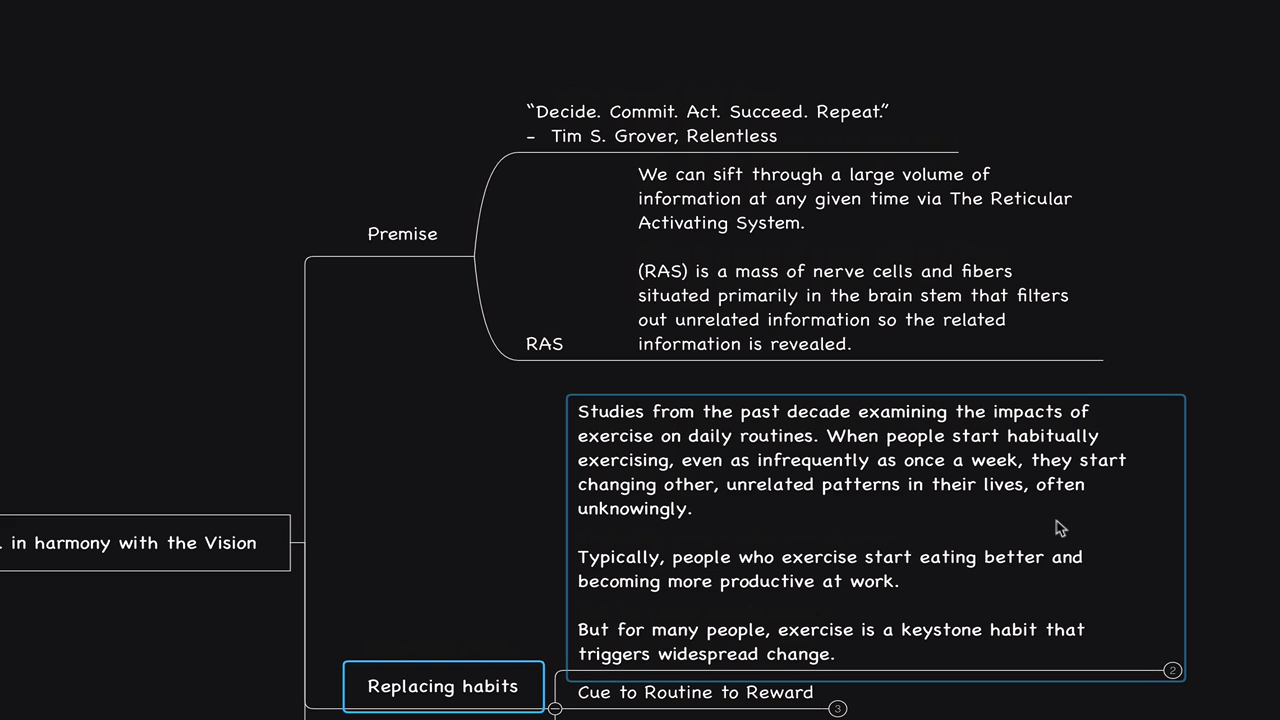 “Decide. Commit. Act. Succeed. Repeat.”
- Tim S. Grover, Relentless
We can sift through a large volume of
information at any given time via The Reticular
Activating System.
(RAS) is a mass of nerve cells and fibers
situated primarily in the brain stem that filters
out unrelated information so the related
information is revealed.
Premise
RAS
Studies from the past decade examining the impacts of
exercise on daily routines. When people start habitually
exercising, even as infrequently as once a week, they start
changing other, unrelated patterns in their lives, often
unknowingly.
Typically, people who exercise start eating better and
becoming more productive at work.
But for many people, exercise is a keystone habit that
triggers widespread change.
2
. in harmony with the Vision
Replacing habits
Cue to Routine to Reward
3